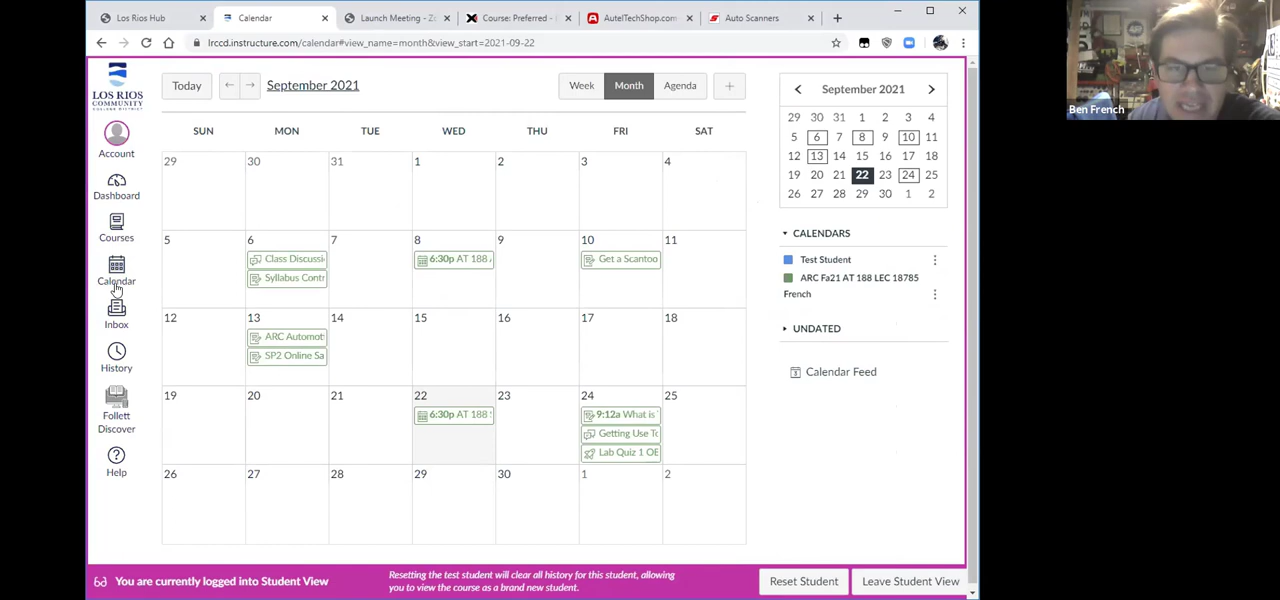 Los Rios Hub
Calendar
Launch Meeting - Z
Course: Preferred -
AutelTechShop.com
Auto Scanners
lrccd.instructure.com/calendar#view_name=month&view_start=2021-09-22
Ben French
LOS RIOS
COMMUNITY
COLLEGE DISTRICT
Account
Dashboard
Courses
Calendar
Inbox
History
Follett
Discover
Help
Today
September 2021
Week
Month
Agenda
SUN MON TUE WED THU FRI SAT
29 30 31 1 2 3 4
5 6 7 8 9 10 11
Class Discussi
Syllabus Contr
6:30p AT 188
Get a Scantoo
12 13 14 15 16 17 18
ARC Automot
SP2 Online Sa
19 20 21 22 23 24 25
6:30p AT 188
9:12a What is
Getting Use To
Lab Quiz 1 OB
26 27 28 29 30 1 2
September 2021
29 30 31 1 2 3 4
5 6 7 8 9 10 11
12 13 14 15 16 17 18
19 20 21 22 23 24 25
26 27 28 29 30 1 2
CALENDARS
Test Student
ARC Fa21 AT 188 LEC 18785
French
UNDATED
Calendar Feed
You are currently logged into Student View
Resetting the test student will clear all history for this student, allowing
you to view the course as a brand new student.
Reset Student
Leave Student View